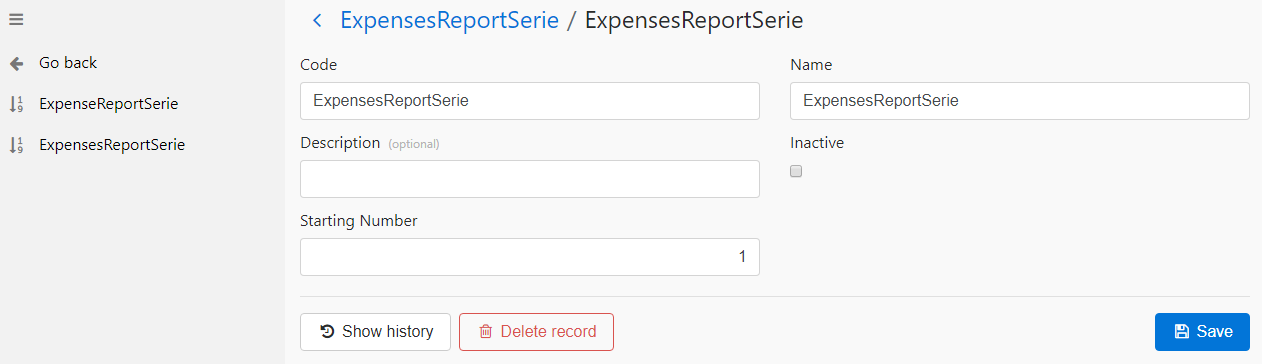 Go back
ExpenseReportSerie
ExpensesReportSerie
ExpensesReportSerie / ExpensesReportSerie
Code
Name
ExpensesReportSerie
ExpensesReportSerie
Description (optional)
Inactive
Starting Number
1
Show history
Delete record
Save